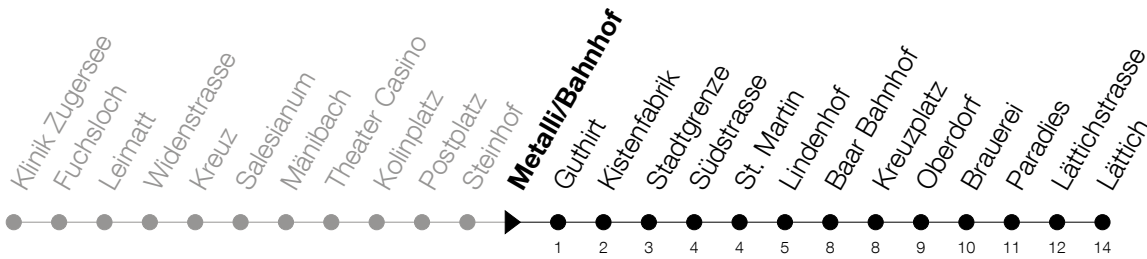 Klinik Zugersee
Fuchsloch
Leimatt
Widenstrasse
Kreuz
Salesianum
Mänibach
Theater Casino
Kolinplatz
Postplatz
Steinhof
Metalli/Bahnhof
Guthirt
Kistenfabrik
Stadtgrenze
Südstrasse
St. Martin
Lindenhof
Baar Bahnhof
Kreuzplatz
Oberdorf
Brauerei
Paradies
Lättichstrasse
Lättich
1 2 3 4 4 5 8 8 9 10 11 12 14